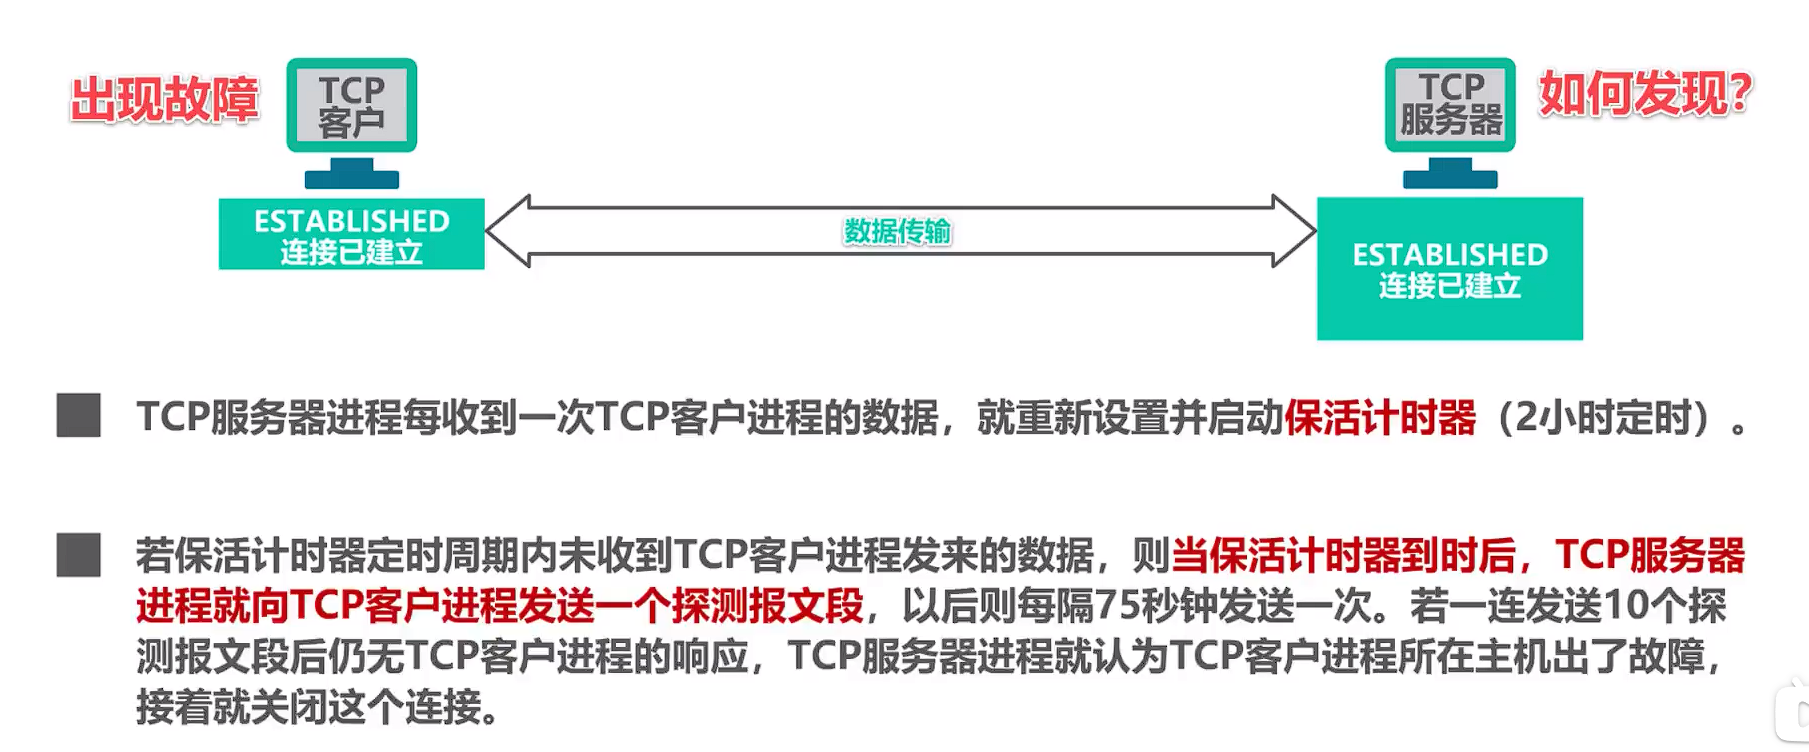 出现故障
TCP
客户
TCP
服务器
如何发现?
ESTABLISHED
连接已建立
数据传输
ESTABLISHED
连接已建立
TCP服务器进程每收到一次TCP客户进程的数据，就重新设置并启动保活计时器（2小时定时）。
若保活计时器定时周期内未收到TCP客户进程发来的数据，则当保活计时器到时后，TCP服务器
进程就向TCP客户进程发送一个探测报文段，以后则每隔75秒钟发送一次。若一连发送10个探
测报文段后仍无TCP客户进程的响应，TCP服务器进程就认为TCP客户进程所在主机出了故障，
接着就关闭这个连接。